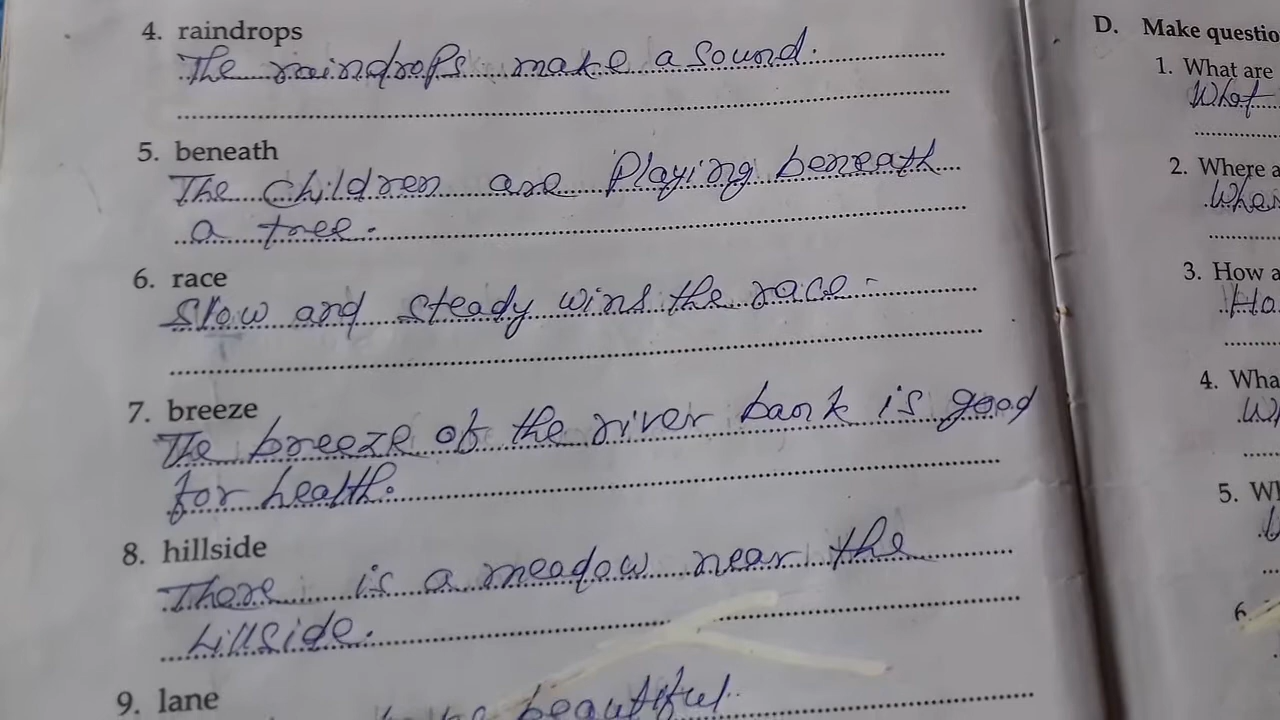 4. raindrops
The raindrops make a sound.
5. beneath
The children are Playing beneath
a tree.
6. race
Slow and steady wins the race.
7. breeze
The breeze of the river bank is good
for health.
8. hillside
There is a meadow near the
hillside.
9. lane
beautiful.
D. Make questio
1. What are
What
2. Where a
Wher
3. How a
Ho
4. Wha
5. Wh
6.